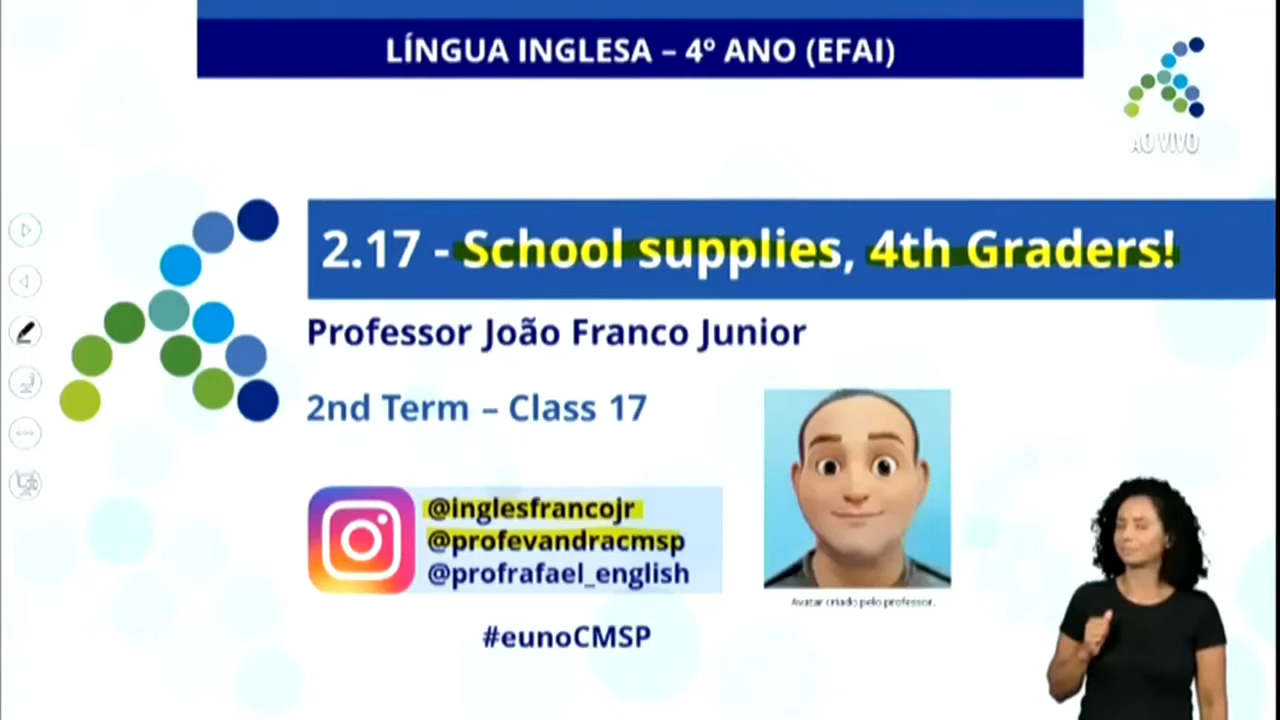 LÍNGUA INGLESA – 4º ANO (EFAI)
AO VIVO
2.17 - School supplies, 4th Graders!
Professor João Franco Junior
2nd Term – Class 17
@inglesfrancojr
@profevandracmsp
@profrafael_english
Avatar criado pelo professor.
#eunoCMSP